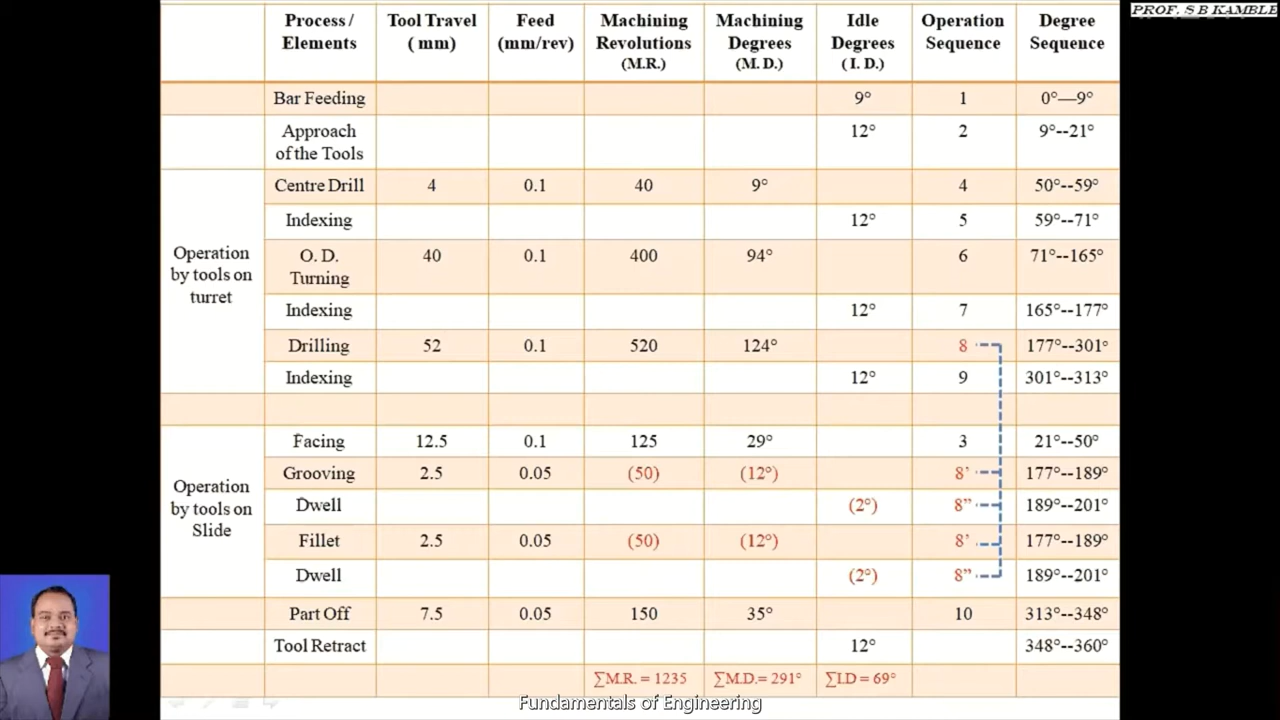 PROF. S B KAMBLE
Process / Elements | Tool Travel ( mm) | Feed (mm/rev) | Machining Revolutions (M.R.) | Machining Degrees (M. D.) | Idle Degrees ( I. D.) | Operation Sequence | Degree Sequence
Bar Feeding | 9° | 1 | 0°—9°
Approach of the Tools | 12° | 2 | 9°--21°
Operation by tools on turret
Centre Drill | 4 | 0.1 | 40 | 9° | 4 | 50°--59°
Indexing | 12° | 5 | 59°--71°
O. D. Turning | 40 | 0.1 | 400 | 94° | 6 | 71°--165°
Indexing | 12° | 7 | 165°--177°
Drilling | 52 | 0.1 | 520 | 124° | 8 | 177°--301°
Indexing | 12° | 9 | 301°--313°
Operation by tools on Slide
Facing | 12.5 | 0.1 | 125 | 29° | 3 | 21°--50°
Grooving | 2.5 | 0.05 | (50) | (12°) | 8’ | 177°--189°
Dwell | (2°) | 8” | 189°--201°
Fillet | 2.5 | 0.05 | (50) | (12°) | 8’ | 177°--189°
Dwell | (2°) | 8” | 189°--201°
Part Off | 7.5 | 0.05 | 150 | 35° | 10 | 313°--348°
Tool Retract | 12° | 348°--360°
∑M.R. = 1235 | ∑M.D.= 291° | ∑I.D = 69°
Fundamentals of Engineering